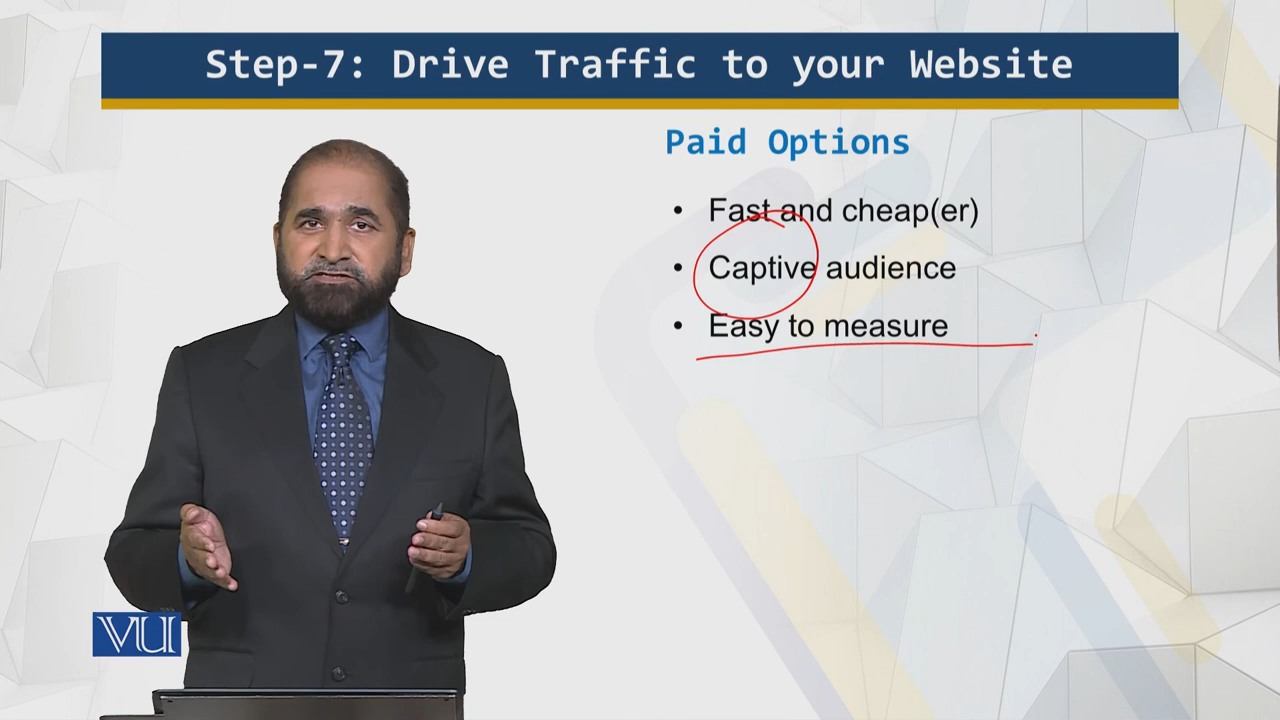 Step-7: Drive Traffic to your Website
Paid Options
• Fast and cheap(er)
• Captive audience
• Easy to measure
VU